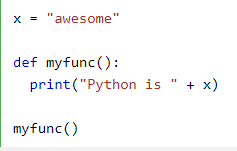 x = "awesome"
def myfunc():
  print("Python is " + x)
myfunc()